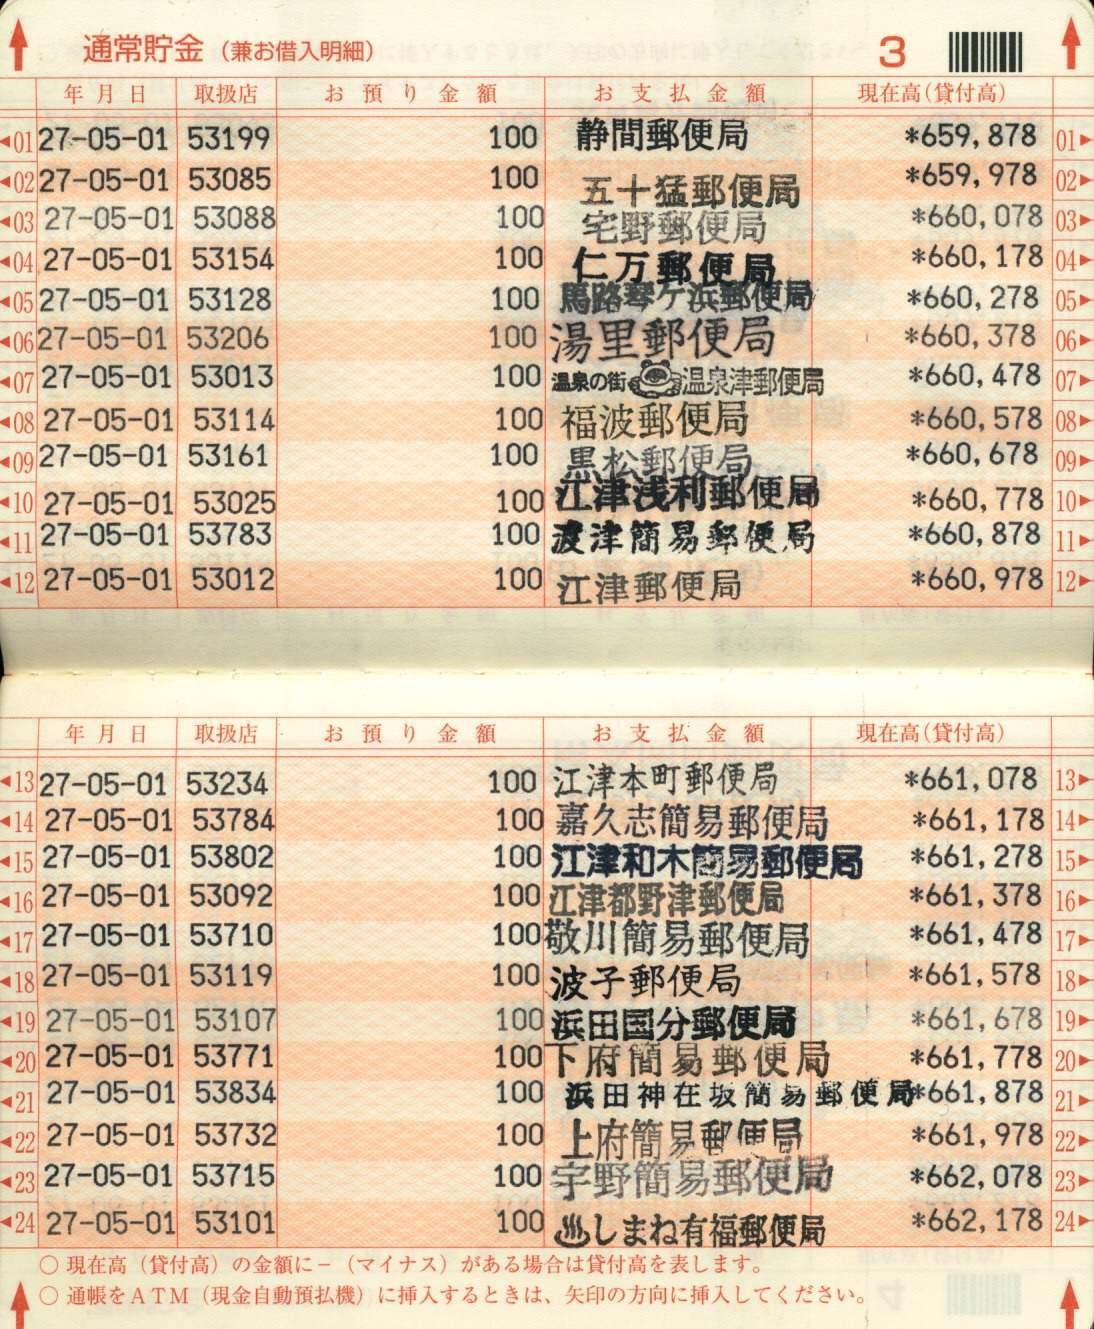 通常貯金（兼お借入明細） 3
年月日 取扱店 お預り金額 お支払金額 現在高(貸付高)
01 27-05-01 53199 100 静間郵便局 *659,878 01
02 27-05-01 53085 100 五十猛郵便局 *659,978 02
03 27-05-01 53088 100 宅野郵便局 *660,078 03
04 27-05-01 53154 100 仁万郵便局 *660,178 04
05 27-05-01 53128 100 馬路琴ケ浜郵便局 *660,278 05
06 27-05-01 53206 100 湯里郵便局 *660,378 06
07 27-05-01 53013 100 温泉の街 温泉津郵便局 *660,478 07
08 27-05-01 53114 100 福波郵便局 *660,578 08
09 27-05-01 53161 100 黒松郵便局 *660,678 09
10 27-05-01 53025 100 江津浅利郵便局 *660,778 10
11 27-05-01 53783 100 渡津簡易郵便局 *660,878 11
12 27-05-01 53012 100 江津郵便局 *660,978 12
年月日 取扱店 お預り金額 お支払金額 現在高(貸付高)
13 27-05-01 53234 100 江津本町郵便局 *661,078 13
14 27-05-01 53784 100 嘉久志簡易郵便局 *661,178 14
15 27-05-01 53802 100 江津和木簡易郵便局 *661,278 15
16 27-05-01 53092 100 江津都野津郵便局 *661,378 16
17 27-05-01 53710 100 敬川簡易郵便局 *661,478 17
18 27-05-01 53119 100 波子郵便局 *661,578 18
19 27-05-01 53107 100 浜田国分郵便局 *661,678 19
20 27-05-01 53771 100 下府簡易郵便局 *661,778 20
21 27-05-01 53834 100 浜田神在坂簡易郵便局 *661,878 21
22 27-05-01 53732 100 上府簡易郵便局 *661,978 22
23 27-05-01 53715 100 宇野簡易郵便局 *662,078 23
24 27-05-01 53101 100 ♨しまね有福郵便局 *662,178 24
○ 現在高（貸付高）の金額に－（マイナス）がある場合は貸付高を表します。
○ 通帳をＡＴＭ（現金自動預払機）に挿入するときは、矢印の方向に挿入してください。